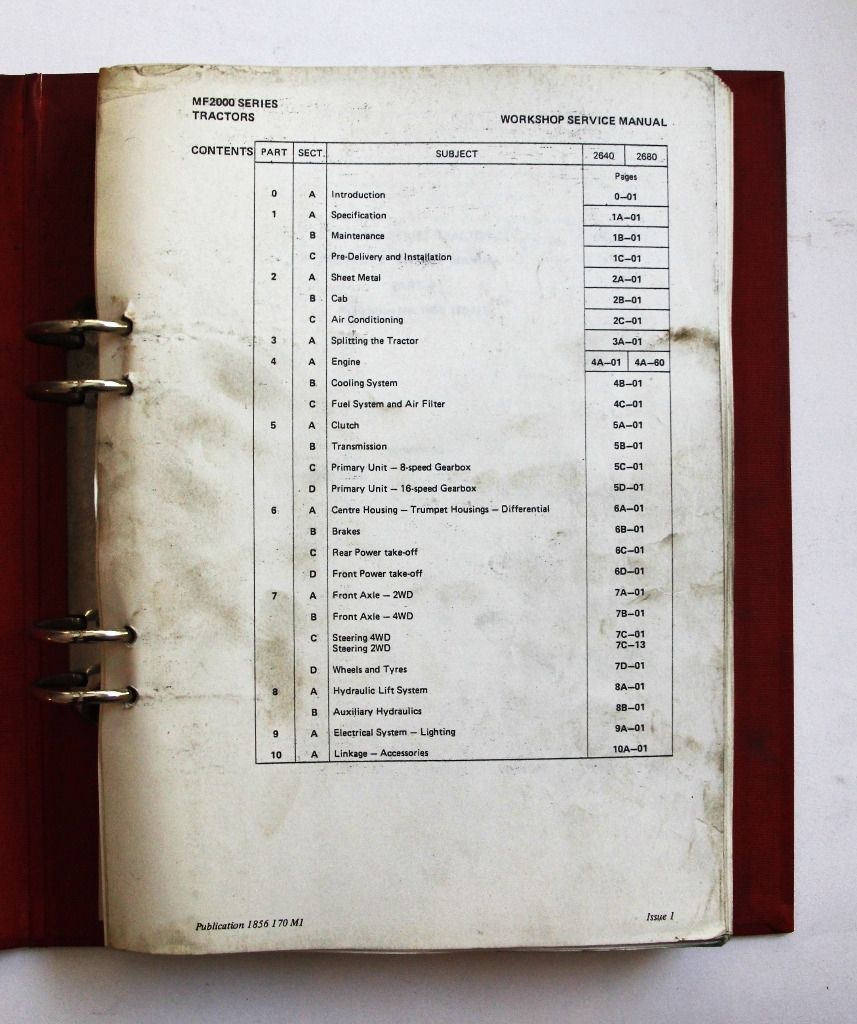 MF2000 SERIES
TRACTORS
WORKSHOP SERVICE MANUAL
CONTENTS PART SECT. SUBJECT 2640 2680
Pages
0 A Introduction 0–01
1 A Specification 1A–01
B Maintenance 1B–01
C Pre-Delivery and Installation 1C–01
2 A Sheet Metal 2A–01
B Cab 2B–01
C Air Conditioning 2C–01
3 A Splitting the Tractor 3A–01
4 A Engine 4A–01 4A–60
B Cooling System 4B–01
C Fuel System and Air Filter 4C–01
5 A Clutch 5A–01
B Transmission 5B–01
C Primary Unit – 8-speed Gearbox 5C–01
D Primary Unit – 16-speed Gearbox 5D–01
6 A Centre Housing – Trumpet Housings – Differential 6A–01
B Brakes 6B–01
C Rear Power take-off 6C–01
D Front Power take-off 6D–01
7 A Front Axle – 2WD 7A–01
B Front Axle – 4WD 7B–01
C Steering 4WD 7C–01
Steering 2WD 7C–13
D Wheels and Tyres 7D–01
8 A Hydraulic Lift System 8A–01
B Auxiliary Hydraulics 8B–01
9 A Electrical System – Lighting 9A–01
10 A Linkage – Accessories 10A–01
Publication 1856 170 M1
Issue 1